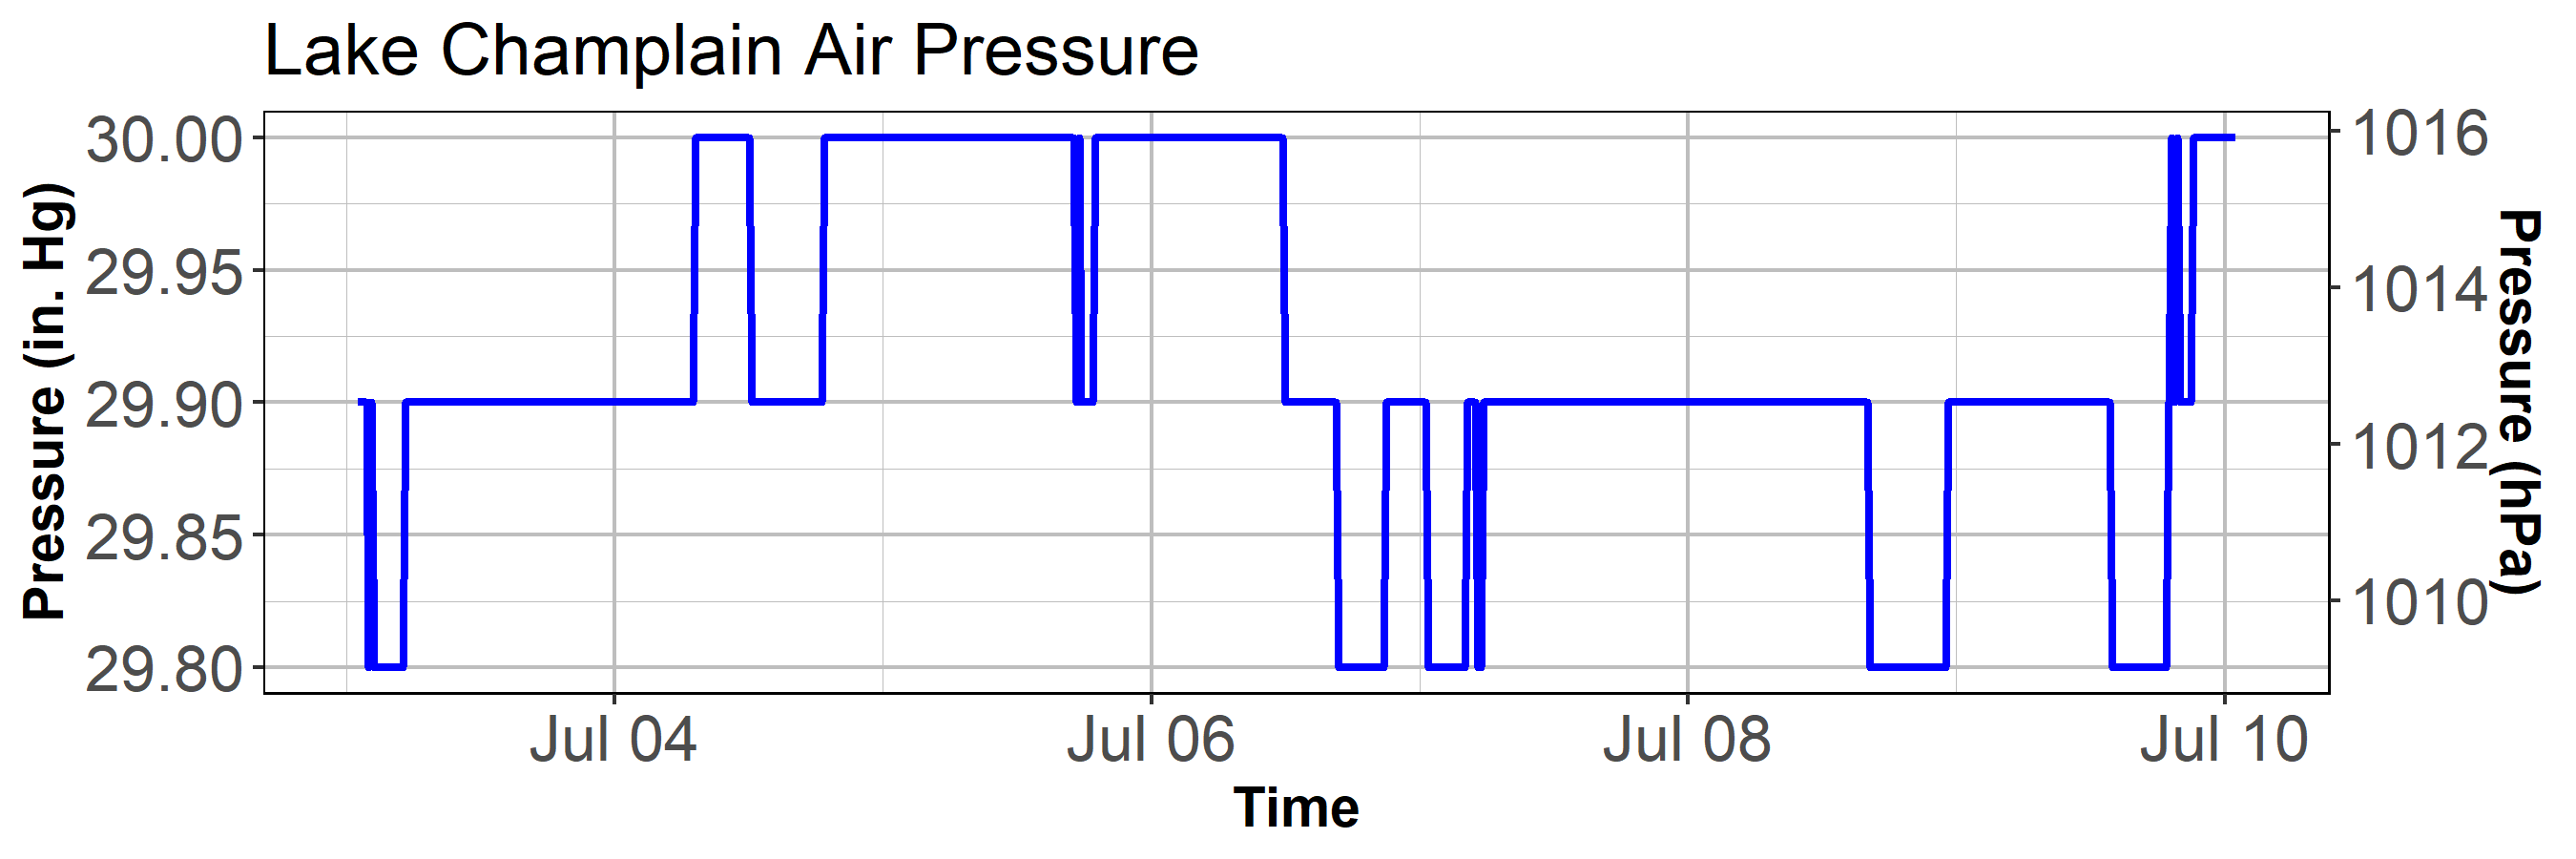 Lake Champlain Air Pressure
Pressure (in. Hg)
30.00
29.95
29.90
29.85
29.80
1016
1014
1012
1010
Pressure (hPa)
Jul 04 Jul 06 Jul 08 Jul 10
Time